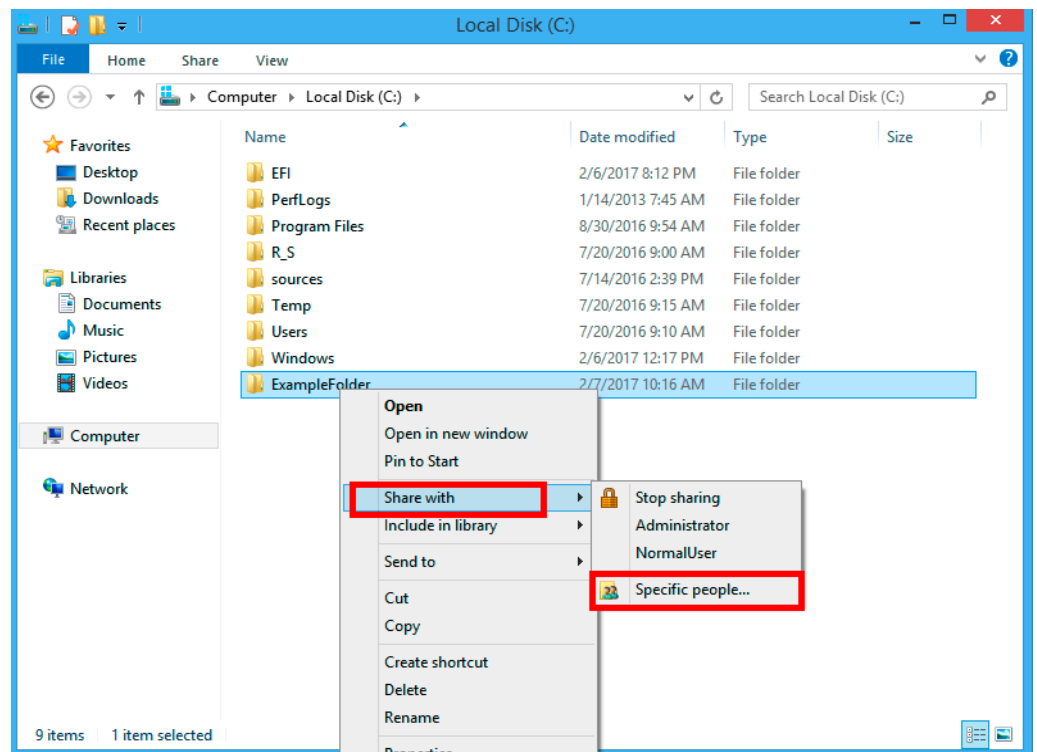 Local Disk (C:)
File Home Share View
Computer Local Disk (C:) Search Local Disk (C:)
Name Date modified Type Size
Favorites
Desktop
Downloads
Recent places
Libraries
Documents
Music
Pictures
Videos
Computer
Network
EFI 2/6/2017 8:12 PM File folder
PerfLogs 1/14/2013 7:45 AM File folder
Program Files 8/30/2016 9:54 AM File folder
R_S 7/20/2016 9:00 AM File folder
sources 7/14/2016 2:39 PM File folder
Temp 7/20/2016 9:15 AM File folder
Users 7/20/2016 9:10 AM File folder
Windows 2/6/2017 12:17 PM File folder
ExampleFolder 2/7/2017 10:16 AM File folder
Open
Open in new window
Pin to Start
Share with
Include in library
Send to
Cut
Copy
Create shortcut
Delete
Rename
Properties
Stop sharing
Administrator
NormalUser
Specific people...
9 items 1 item selected